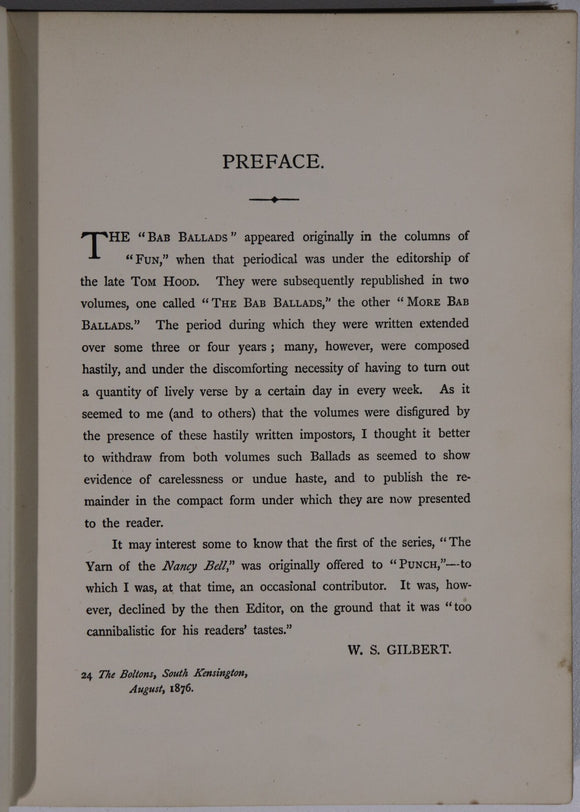 PREFACE.
THE "BAB BALLADS" appeared originally in the columns of
"FUN," when that periodical was under the editorship of
the late TOM HOOD. They were subsequently republished in two
volumes, one called "THE BAB BALLADS," the other "MORE BAB
BALLADS." The period during which they were written extended
over some three or four years; many, however, were composed
hastily, and under the discomforting necessity of having to turn out
a quantity of lively verse by a certain day in every week. As it
seemed to me (and to others) that the volumes were disfigured by
the presence of these hastily written impostors, I thought it better
to withdraw from both volumes such Ballads as seemed to show
evidence of carelessness or undue haste, and to publish the re-
mainder in the compact form under which they are now presented
to the reader.
It may interest some to know that the first of the series, "The
Yarn of the Nancy Bell," was originally offered to "PUNCH,"—to
which I was, at that time, an occasional contributor. It was, how-
ever, declined by the then Editor, on the ground that it was "too
cannibalistic for his readers' tastes."
W. S. GILBERT.
24 The Boltons, South Kensington,
August, 1876.